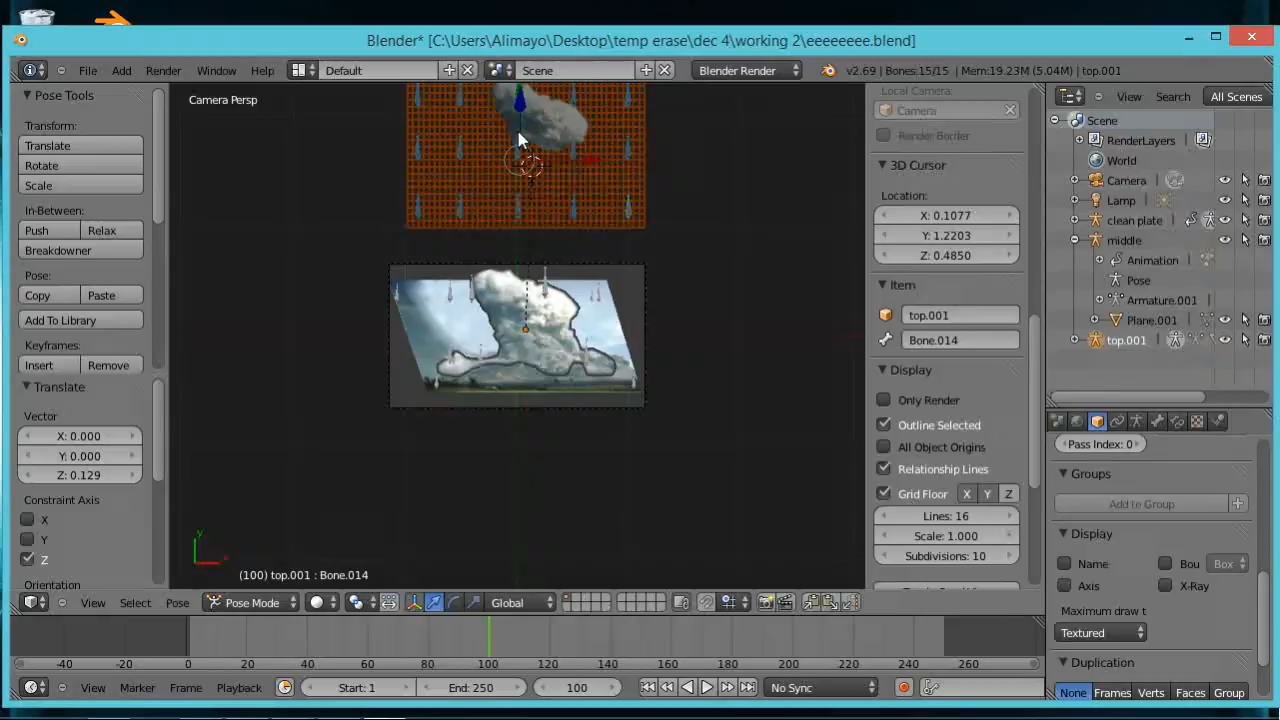 Blender* [C:\Users\Alimayo\Desktop\temp erase\dec 4\working 2\eeeeeeee.blend]
File Add Render Window Help Default Scene Blender Render v2.69 | Bones:15/15 | Mem:19.23M (5.04M) | top.001
Pose Tools
Transform:
Translate
Rotate
Scale
In-Between:
Push Relax
Breakdowner
Pose:
Copy Paste
Add To Library
Keyframes:
Insert Remove
Translate
Vector
X: 0.000
Y: 0.000
Z: 0.129
Constraint Axis
X
Y
Z
Orientation
Camera Persp
y
(100) top.001 : Bone.014
View Select Pose Pose Mode Global
Local Camera:
Camera
Render Border
3D Cursor
Location:
X: 0.1077
Y: 1.2203
Z: 0.4850
Item
top.001
Bone.014
Display
Only Render
Outline Selected
All Object Origins
Relationship Lines
Grid Floor X Y Z
Lines: 16
Scale: 1.000
Subdivisions: 10
View Search All Scenes
Scene
RenderLayers
World
Camera
Lamp
clean plate
middle
Animation
Pose
Armature.001
Plane.001
top.001
Pass Index: 0
Groups
Add to Group
Display
Name Bou Box
Axis X-Ray
Maximum draw t
Textured
Duplication
None Frames Verts Faces Group
-40 -20 0 20 40 60 80 100 120 140 160 180 200 220 240 260
View Marker Frame Playback Start: 1 End: 250 100 No Sync